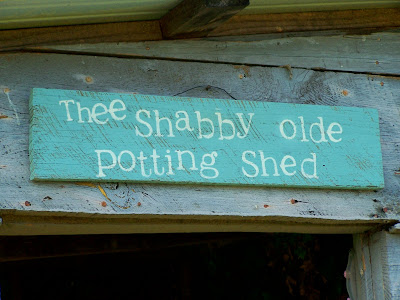 Thee Shabby olde
potting Shed